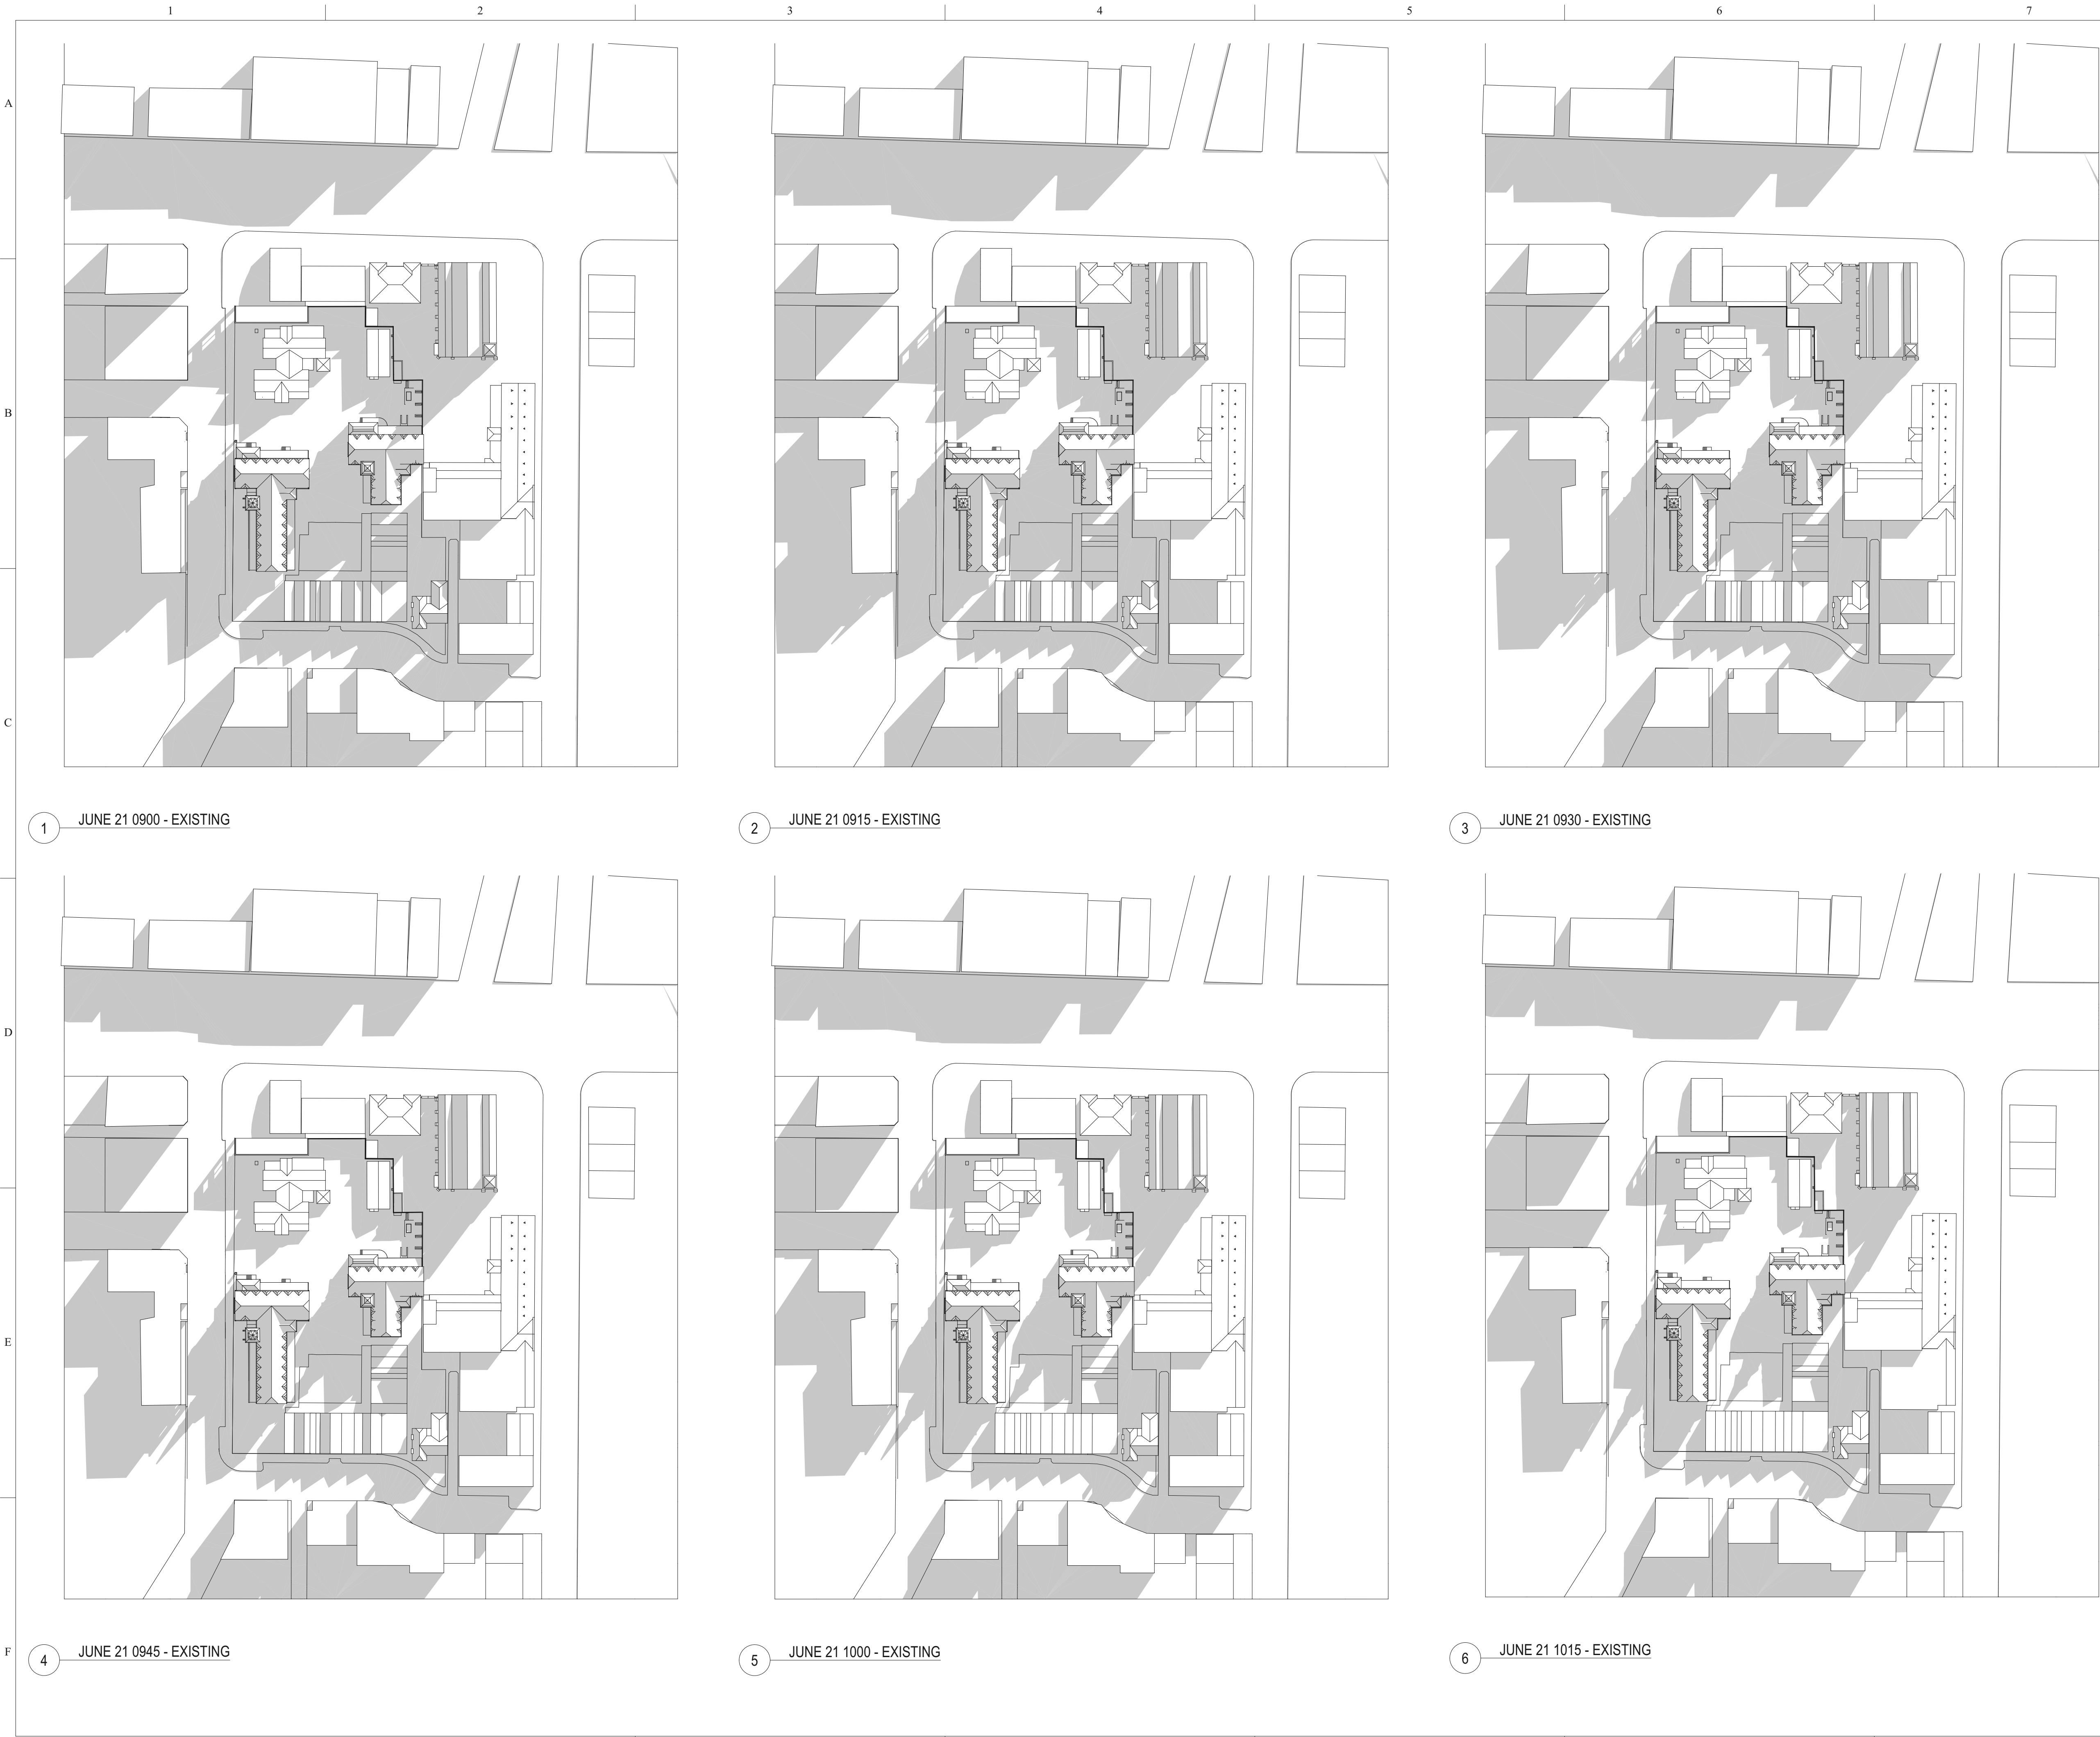 1 2 3 4 5 6 7
A
B
C
1 JUNE 21 0900 - EXISTING
2 JUNE 21 0915 - EXISTING
3 JUNE 21 0930 - EXISTING
D
E
F
4 JUNE 21 0945 - EXISTING
5 JUNE 21 1000 - EXISTING
6 JUNE 21 1015 - EXISTING